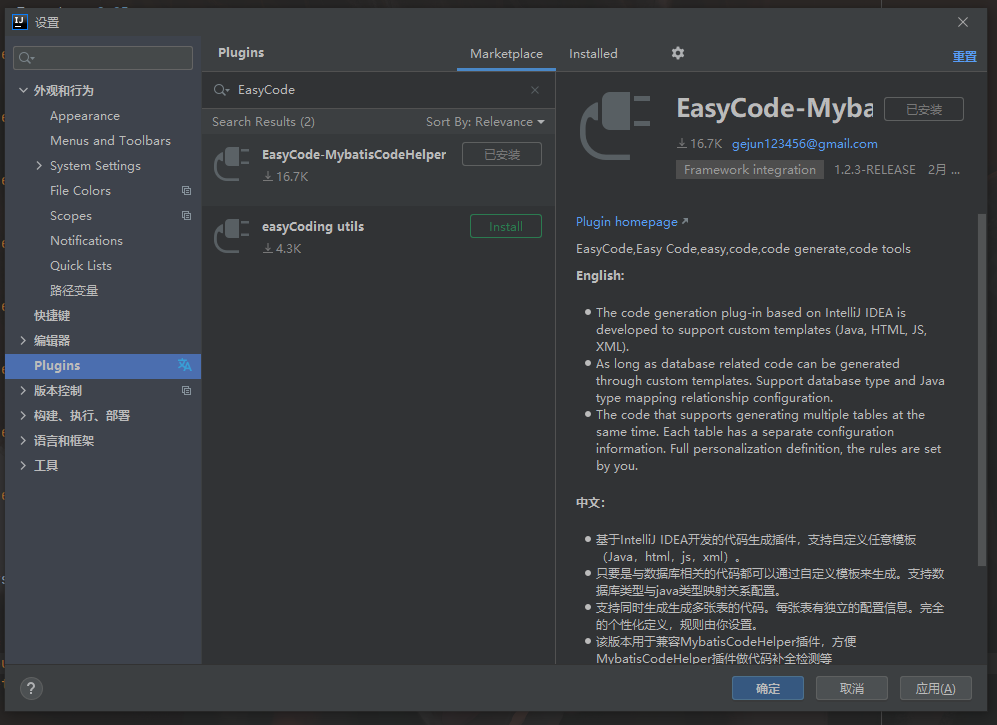 设置
Plugins
Marketplace
Installed
重置
外观和行为
Appearance
Menus and Toolbars
System Settings
File Colors
Scopes
Notifications
Quick Lists
路径变量
快捷键
编辑器
Plugins
版本控制
构建、执行、部署
语言和框架
工具
EasyCode
Search Results (2)
Sort By: Relevance
EasyCode-MybatisCodeHelper
已安装
16.7K
easyCoding utils
Install
4.3K
EasyCode-Myba
已安装
16.7K
gejun123456@gmail.com
Framework integration
1.2.3-RELEASE
2月 ...
Plugin homepage
EasyCode,Easy Code,easy,code,code generate,code tools
English:
The code generation plug-in based on IntelliJ IDEA is
developed to support custom templates (Java, HTML, JS,
XML).
As long as database related code can be generated
through custom templates. Support database type and Java
type mapping relationship configuration.
The code that supports generating multiple tables at the
same time. Each table has a separate configuration
information. Full personalization definition, the rules are set
by you.
中文:
基于IntelliJ IDEA开发的代码生成插件，支持自定义任意模板
（Java，html，js，xml）。
只要是与数据库相关的代码都可以通过自定义模板来生成。支持数
据库类型与java类型映射关系配置。
支持同时生成生成多张表的代码。每张表有独立的配置信息。完全
的个性化定义，规则由你设置。
该版本用于兼容MybatisCodeHelper插件，方便
MybatisCodeHelper插件做代码补全检测等
?
确定
取消
应用(A)